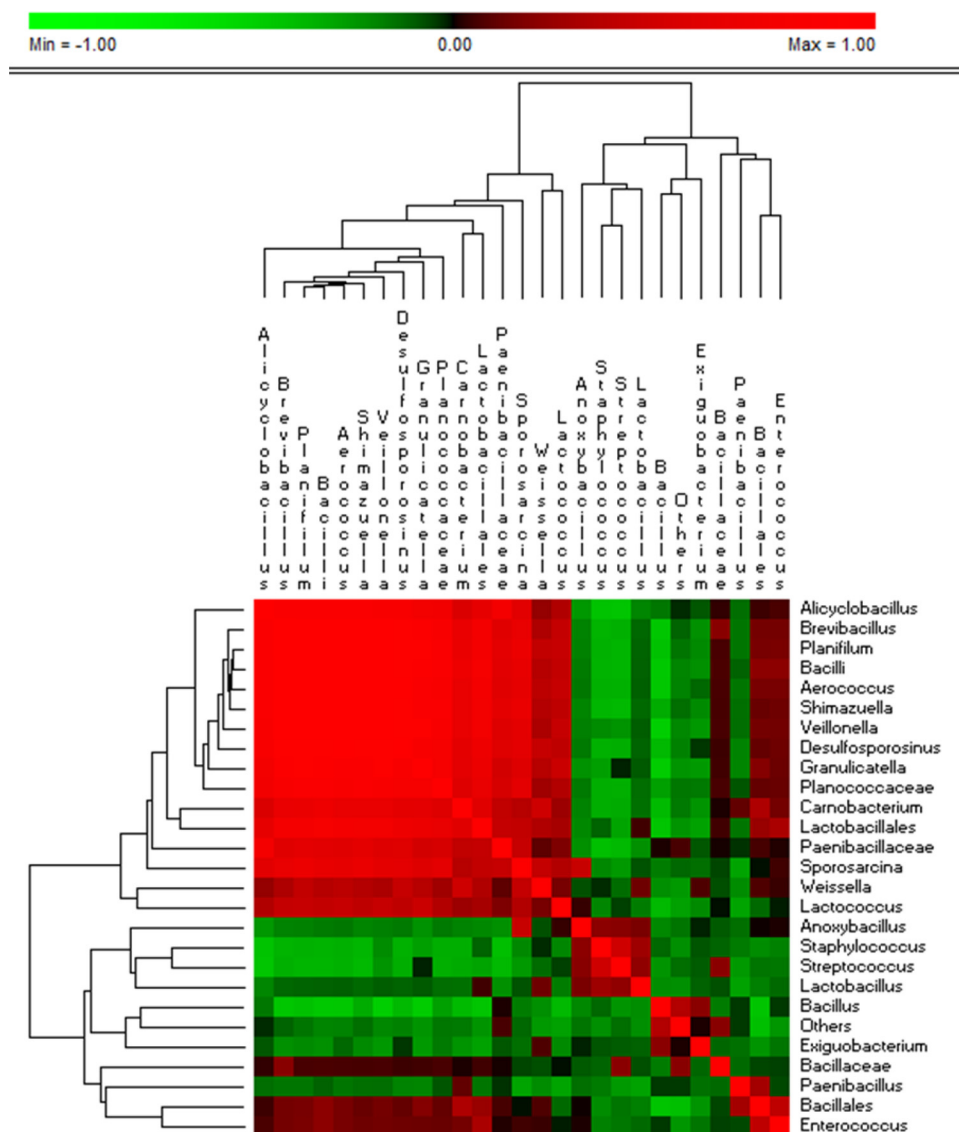 Min = -1.00
0.00
Max = 1.00
Alicyclobacillus
Brevibacillus
Planifilum
Bacilli
Aerococcus
Shimazuella
Veillonella
Desulfosporosinus
Granulicatella
Planococcaceae
Carnobacterium
Lactobacillales
Paenibacillaceae
Sporosarcina
Weissella
Lactococcus
Anoxybacillus
Staphylococcus
Streptococcus
Lactobacillus
Bacillus
Others
Exiguobacterium
Bacillaceae
Paenibacillus
Bacillales
Enterococcus
Alicyclobacillus
Brevibacillus
Planifilum
Bacilli
Aerococcus
Shimazuella
Veillonella
Desulfosporosinus
Granulicatella
Planococcaceae
Carnobacterium
Lactobacillales
Paenibacillaceae
Sporosarcina
Weissella
Lactococcus
Anoxybacillus
Staphylococcus
Streptococcus
Lactobacillus
Bacillus
Others
Exiguobacterium
Bacillaceae
Paenibacillus
Bacillales
Enterococcus